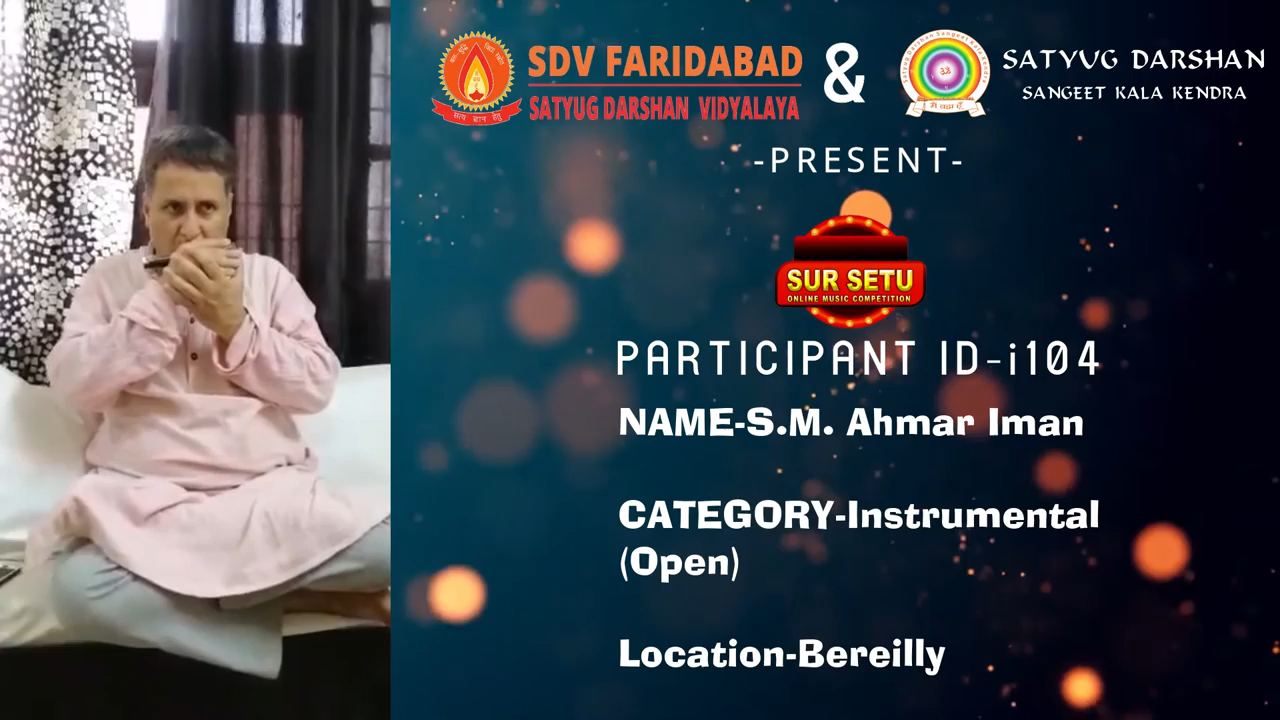 SDV FARIDABAD
SATYUG DARSHAN VIDYALAYA
&
SATYUG DARSHAN
SANGEET KALA KENDRA
-PRESENT-
SUR SETU
ONLINE MUSIC COMPETITION
PARTICIPANT ID-i104
NAME-S.M. Ahmar Iman
CATEGORY-Instrumental
(Open)
Location-Bereilly